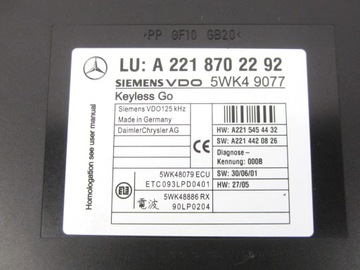 >PP GF10 GB20<
LU: A 221 870 22 92
SIEMENS VDO 5WK4 9077
Keyless Go
Siemens VDO125 kHz
Made in Germany
DaimlerChrysler AG
HW: A221 545 44 32
SW: A221 442 08 26
Diagnose –
Kennung: 0008
SW: 30/06/01
HW: 27/05
5WK48079 ECU
ETC093LPD0401
5WK48886 RX
電波 90LP0204
Homologation see user manual